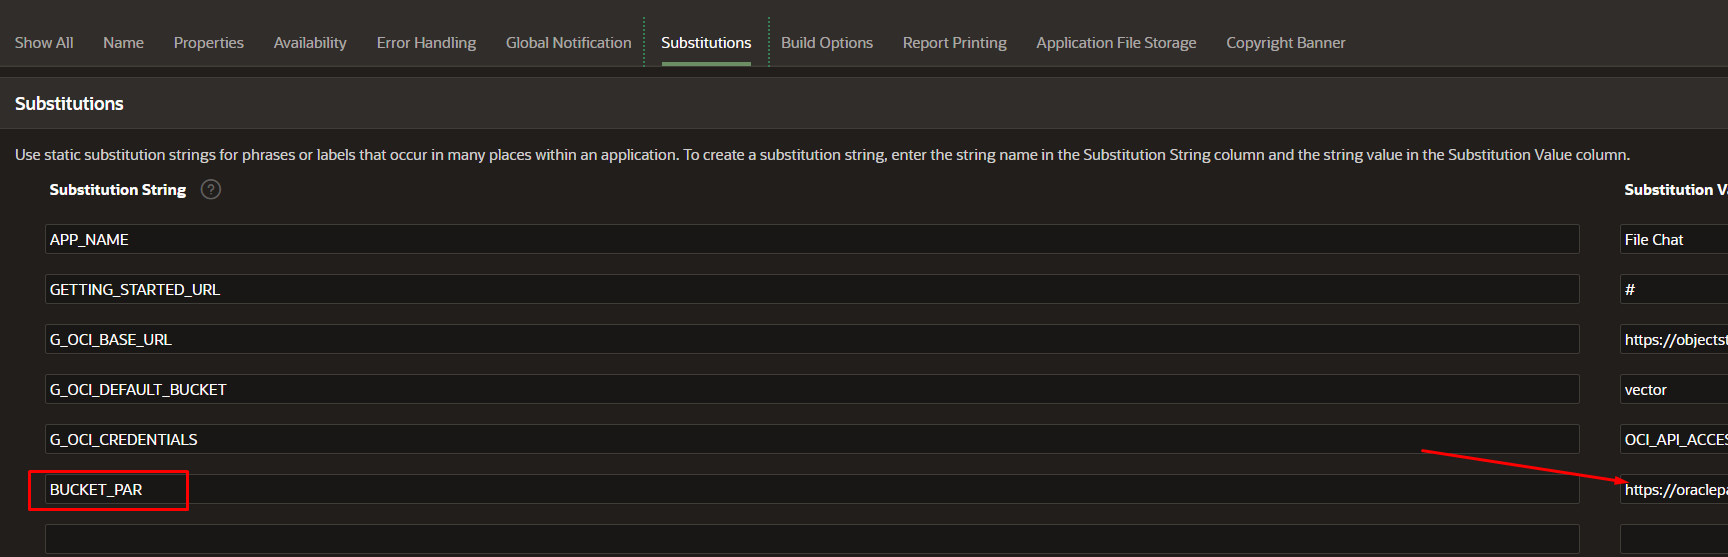 Show All Name Properties Availability Error Handling Global Notification Substitutions Build Options Report Printing Application File Storage Copyright Banner
Substitutions
Use static substitution strings for phrases or labels that occur in many places within an application. To create a substitution string, enter the string name in the Substitution String column and the string value in the Substitution Value column.
Substitution String ? Substitution Va
APP_NAME File Chat
GETTING_STARTED_URL #
G_OCI_BASE_URL https://objectst
G_OCI_DEFAULT_BUCKET vector
G_OCI_CREDENTIALS OCI_API_ACCES
BUCKET_PAR https://oraclepa